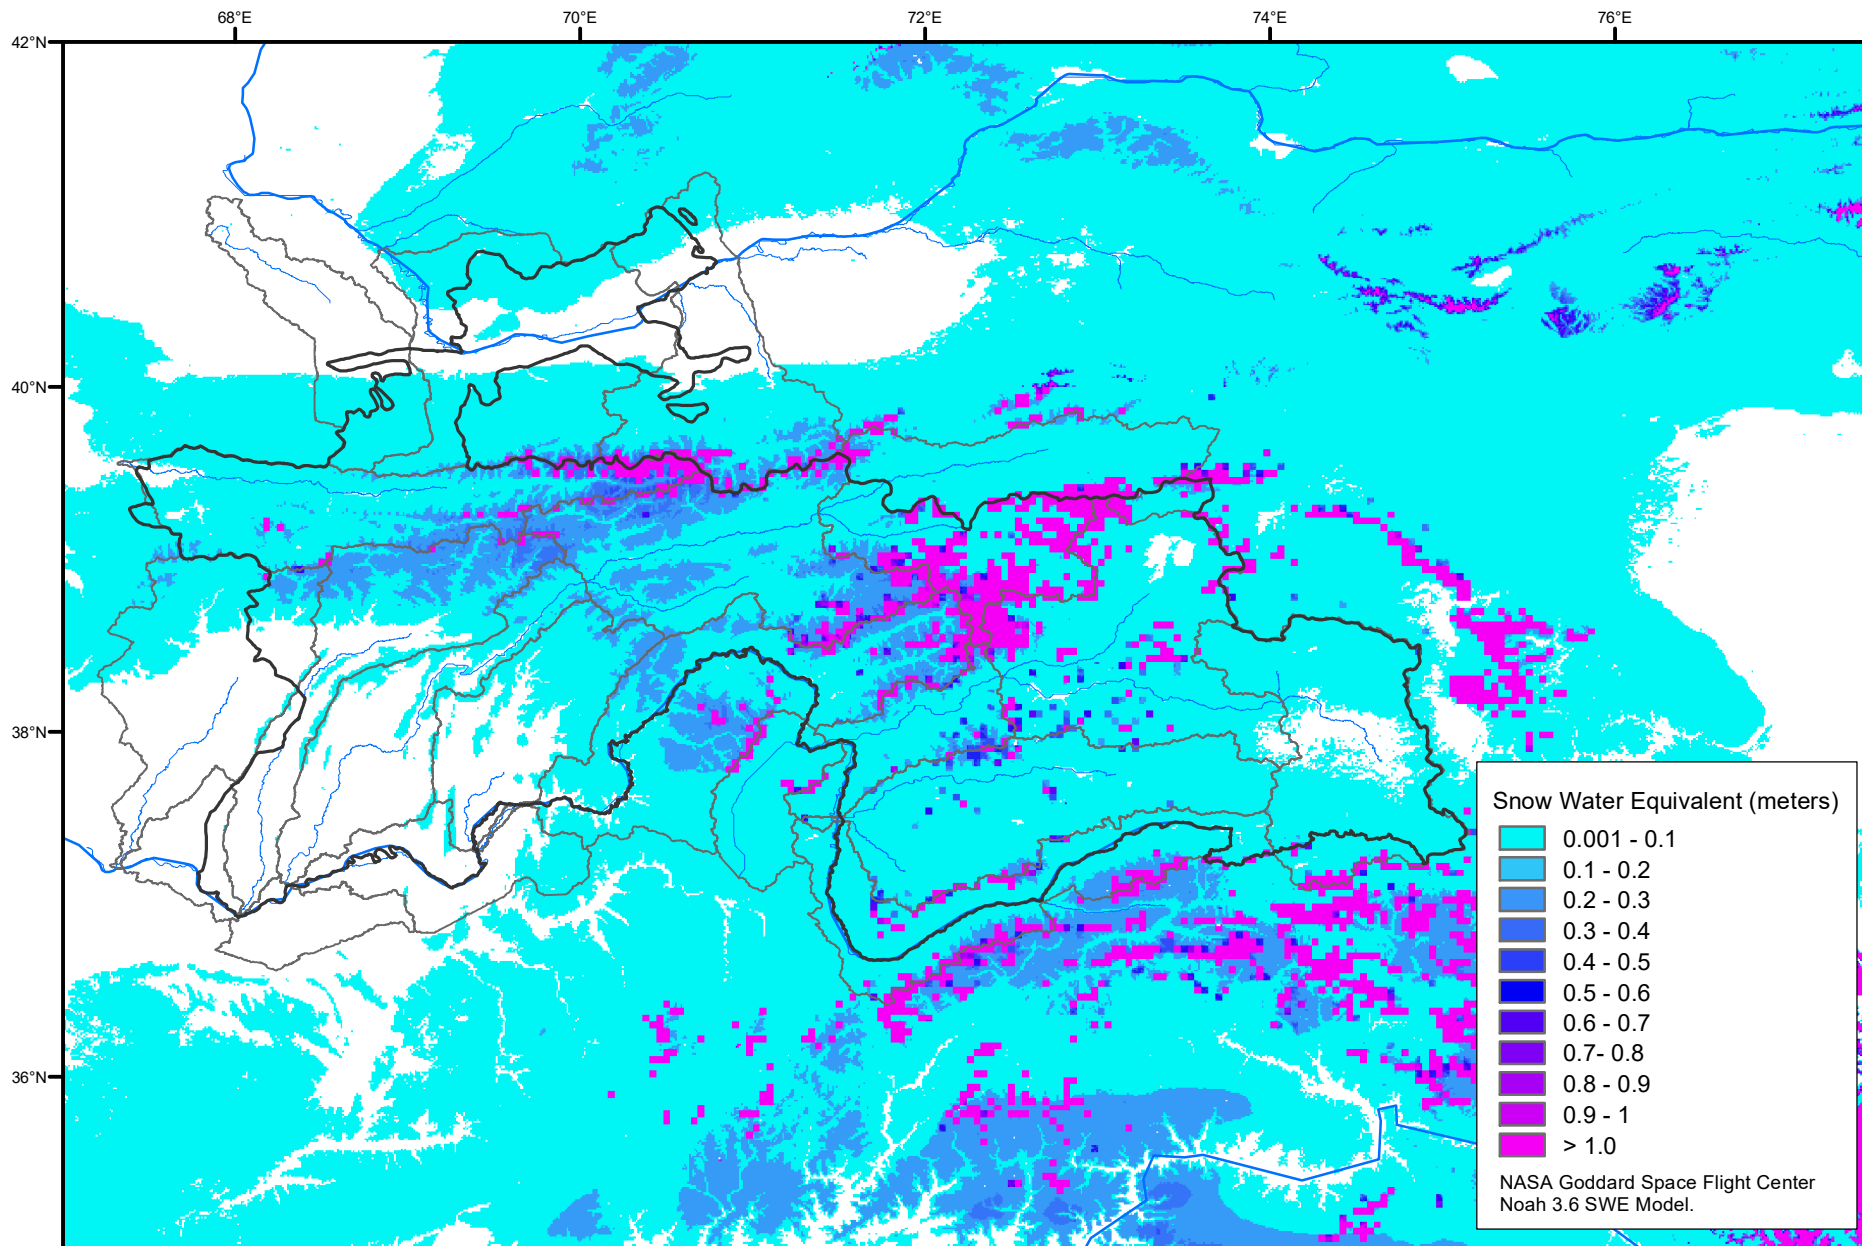 68°E
70°E
72°E
74°E
76°E
42°N
40°N
38°N
36°N
Snow Water Equivalent (meters)
0.001 - 0.1
0.1 - 0.2
0.2 - 0.3
0.3 - 0.4
0.4 - 0.5
0.5 - 0.6
0.6 - 0.7
0.7- 0.8
0.8 - 0.9
0.9 - 1
> 1.0
NASA Goddard Space Flight Center
Noah 3.6 SWE Model.